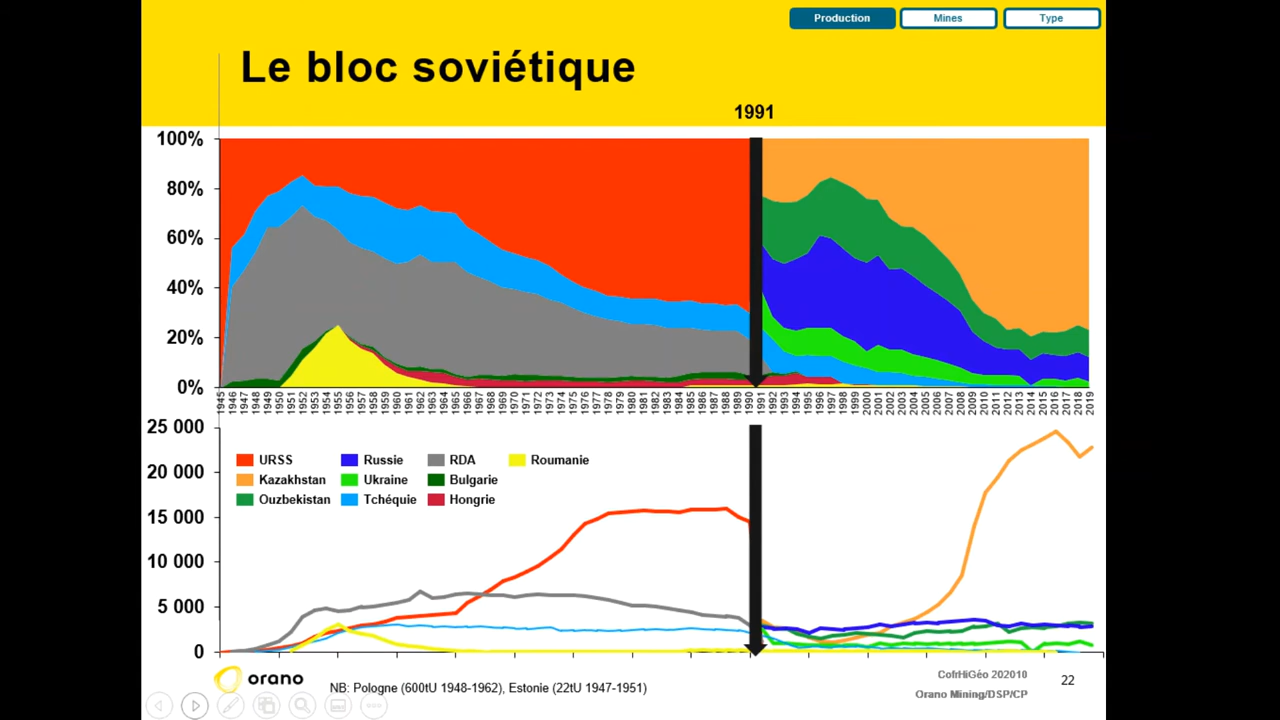 Production Mines Type
Le bloc soviétique
1991
100%
80%
60%
40%
20%
0%
1945 1946 1947 1948 1949 1950 1951 1952 1953 1954 1955 1956 1957 1958 1959 1960 1961 1962 1963 1964 1965 1966 1967 1968 1969 1970 1971 1972 1973 1974 1975 1976 1977 1978 1979 1980 1981 1982 1983 1984 1985 1986 1987 1988 1989 1990 1991 1992 1993 1994 1995 1996 1997 1998 1999 2000 2001 2002 2003 2004 2005 2006 2007 2008 2009 2010 2011 2012 2013 2014 2015 2016 2017 2018 2019
25 000
20 000
15 000
10 000
5 000
0
URSS Russie RDA Roumanie
Kazakhstan Ukraine Bulgarie
Ouzbekistan Tchéquie Hongrie
orano
NB: Pologne (600tU 1948-1962), Estonie (22tU 1947-1951)
CofrHiGéo 202010
Orano Mining/DSP/CP
22